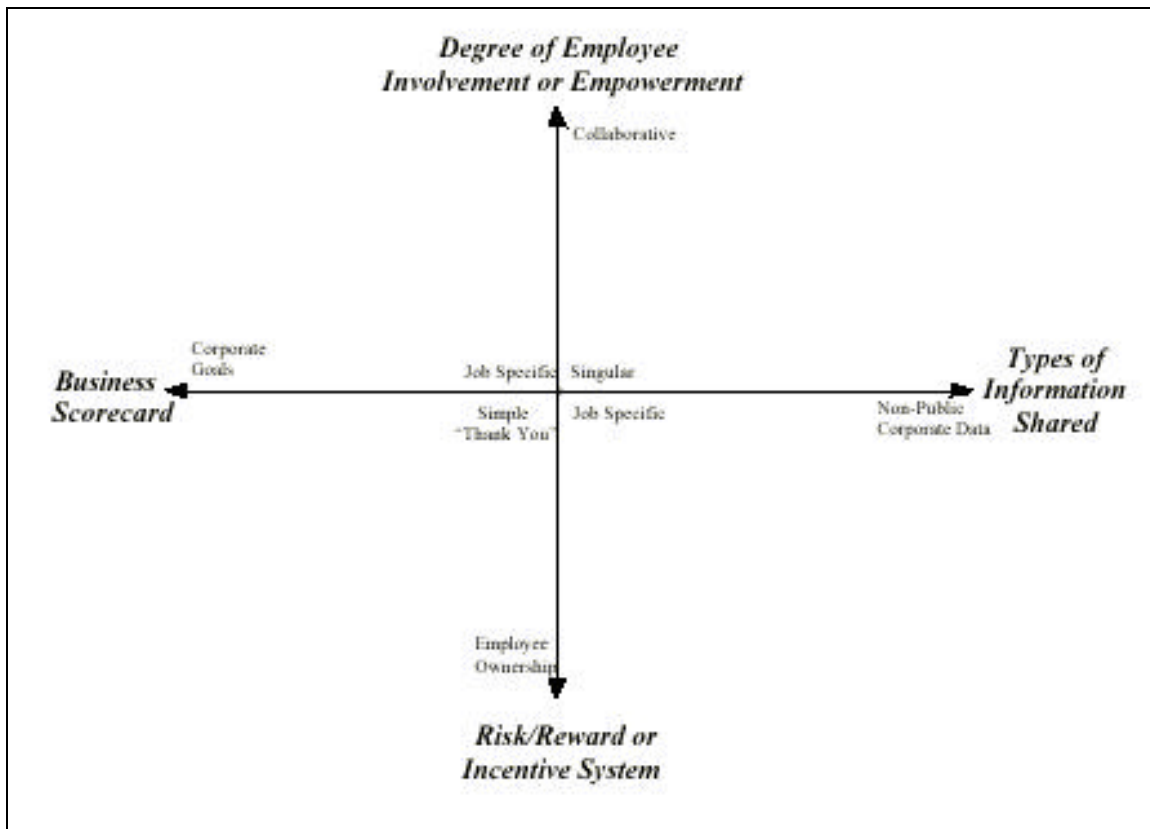 Degree of Employee
Involvement or Empowerment
Collaborative
Corporate
Goals
Job Specific
Singular
Business
Scorecard
Types of
Information
Shared
Simple
"Thank You"
Job Specific
Non-Public
Corporate Data
Employee
Ownership
Risk/Reward or
Incentive System